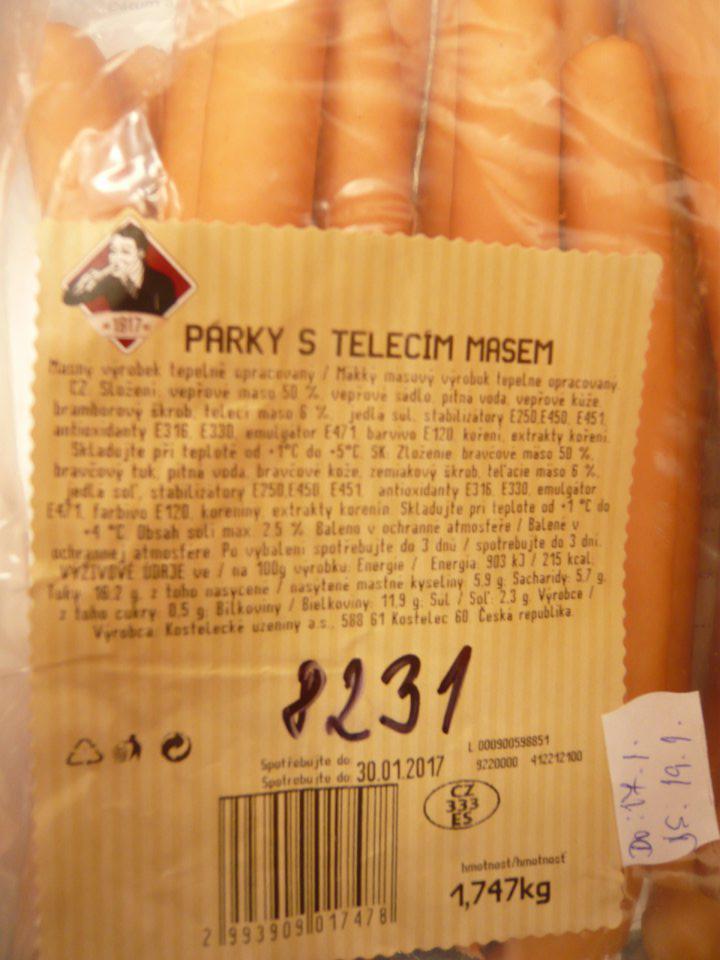 1917
PÁRKY S TELECÍM MASEM
Masný výrobek tepelně opracovaný / Mäkký mäsový výrobok tepelne opracovaný.
CZ: Složení: vepřové maso 50 %, vepřové sádlo, pitná voda, vepřové kůže,
bramborový škrob, telecí maso 6 %, jedlá sůl, stabilizátory E250,E450, E451,
antioxidanty E316, E330, emulgátor E471, barvivo E120, koření, extrakty koření.
Skladujte při teplotě od +1°C do +5°C. SK: Zloženie: bravčové mäso 50 %,
bravčový tuk, pitná voda, bravčové kože, zemiakový škrob, teľacie mäso 6 %,
jedlá soľ, stabilizátory E250,E450, E451, antioxidanty E316, E330, emulgátor
E471, farbivo E120, koreniny, extrakty korenín. Skladujte pri teplote od +1 °C do
+4 °C. Obsah soli max. 2,5 %. Baleno v ochranné atmosféře / Balené v
ochrannej atmosfére. Po vybalení spotřebujte do 3 dnů / spotrebujte do 3 dní.
VÝŽIVOVÉ ÚDAJE ve / na 100g výrobku: Energie / Energia: 903 kJ / 215 kcal.
Tuky: 16,2 g, z toho nasycené / nasýtené mastné kyseliny: 5,9 g. Sacharidy: 5,7 g,
z toho cukry: 0,5 g; Bílkoviny / Bielkoviny: 11,9 g; Sůl / Soľ: 2,3 g. Výrobce /
Výrobca: Kostelecké uzeniny a.s., 588 61 Kostelec 60, Česká republika.
8231
L 000900598851
Spotřebujte do:
Spotrebujte do: 30.01.2017
9220000 412212100
CZ
333
ES
hmotnost/hmotnosť
1,747kg
2 993909 017478
Do: 17. 1.
19. 1.